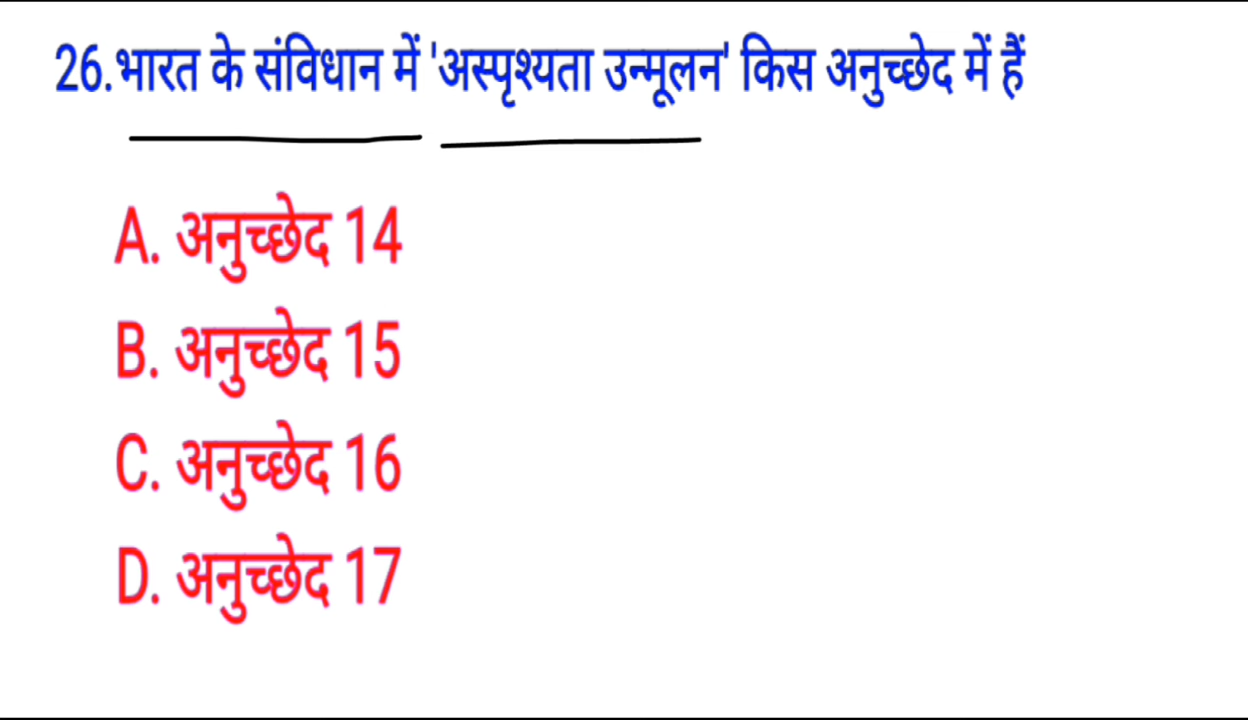 26.भारत के संविधान में 'अस्पृश्यता उन्मूलन' किस अनुच्छेद में हैं
A. अनुच्छेद 14
B. अनुच्छेद 15
C. अनुच्छेद 16
D. अनुच्छेद 17